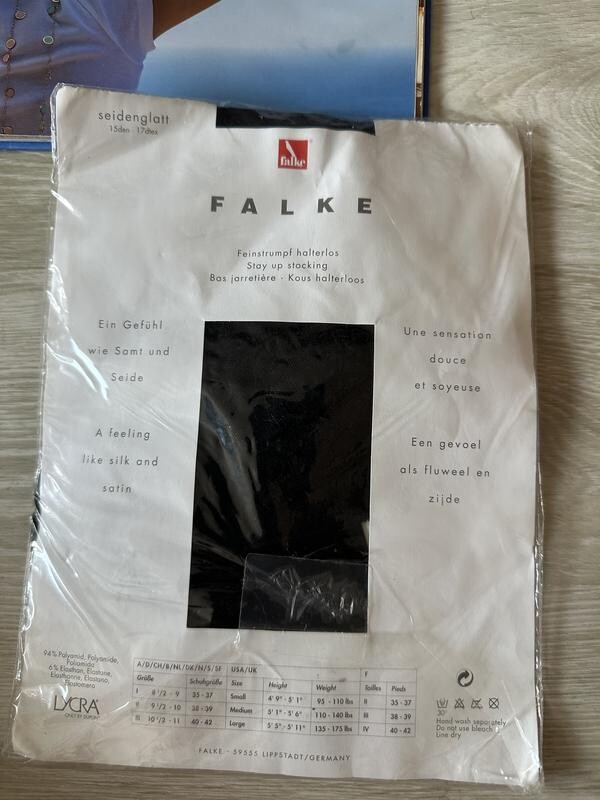 seidenglatt
15den · 17dtex
falke
FALKE
Feinstrumpf halterlos
Stay up stocking
Bas jarretière - Kous halterloos
Ein Gefühl
wie Samt und
Seide
A feeling
like silk and
satin
Une sensation
douce
et soyeuse
Een gevoel
als fluweel en
zijde
94% Polyamid, Polyamide,
Poliamida
6% Elasthan, Elastane,
Elasthanne, Elastano,
Elastomero
LYCRA
ONLY BY DUPONT
A/D/CH/B/NL/DK/N/S/SF USA/UK F
Größe Schuhgröße Size Height Weight Tailles Pieds
I 8 1/2 - 9 35 - 37 Small 4' 9" - 5' 1" 95 - 110 lbs II 35 - 37
II 9 1/2 - 10 38 - 39 Medium 5' 1" - 5' 6" 110 - 140 lbs III 38 - 39
III 10 1/2 - 11 40 - 42 Large 5' 5" - 5' 11" 135 - 175 lbs IV 40 - 42
30°
Hand wash separately
Do not use bleach
Line dry
FALKE - 59555 LIPPSTADT/GERMANY